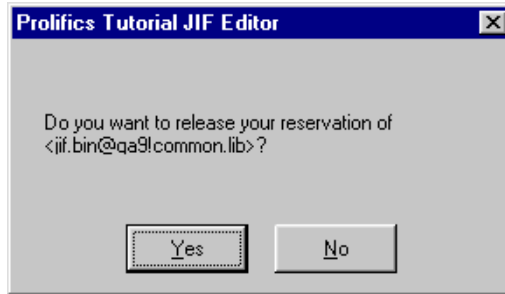 Prolifics Tutorial JIF Editor
Do you want to release your reservation of
<jif.bin@qa9!common.lib>?
Yes
No